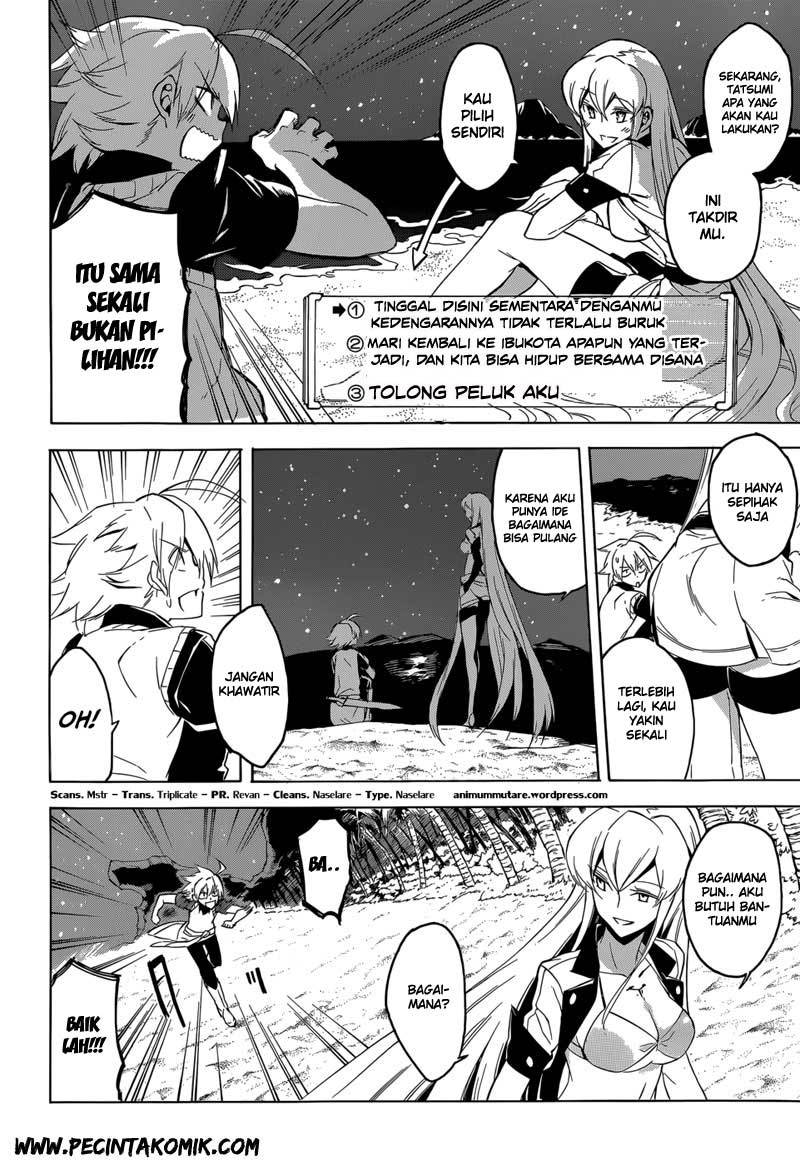 SEKARANG,
TATSUMI
APA YANG
AKAN KAU
LAKUKAN?
INI
TAKDIR
MU.
KAU
PILIH
SENDIRI
➡① TINGGAL DISINI SEMENTARA DENGANMU
KEDENGARANNYA TIDAK TERLALU BURUK
② MARI KEMBALI KE IBUKOTA APAPUN YANG TER-
JADI, DAN KITA BISA HIDUP BERSAMA DISANA
③ TOLONG PELUK AKU
ITU SAMA
SEKALI
BUKAN PI-
LIHAN!!!
ITU HANYA
SEPIHAK
SAJA
TERLEBIH
LAGI, KAU
YAKIN
SEKALI
KARENA AKU
PUNYA IDE
BAGAIMANA
BISA PULANG
JANGAN
KHAWATIR
OH!
Scans. Mstr – Trans. Triplicate – PR. Revan – Cleans. Naselare – Type. Naselare animummutare.wordpress.com
BAGAIMANA
PUN.. AKU
BUTUH BAN-
TUANMU
BAGAI-
MANA?
BA..
BAIK
LAH!!!
WWW.PECINTAKOMIK.COM